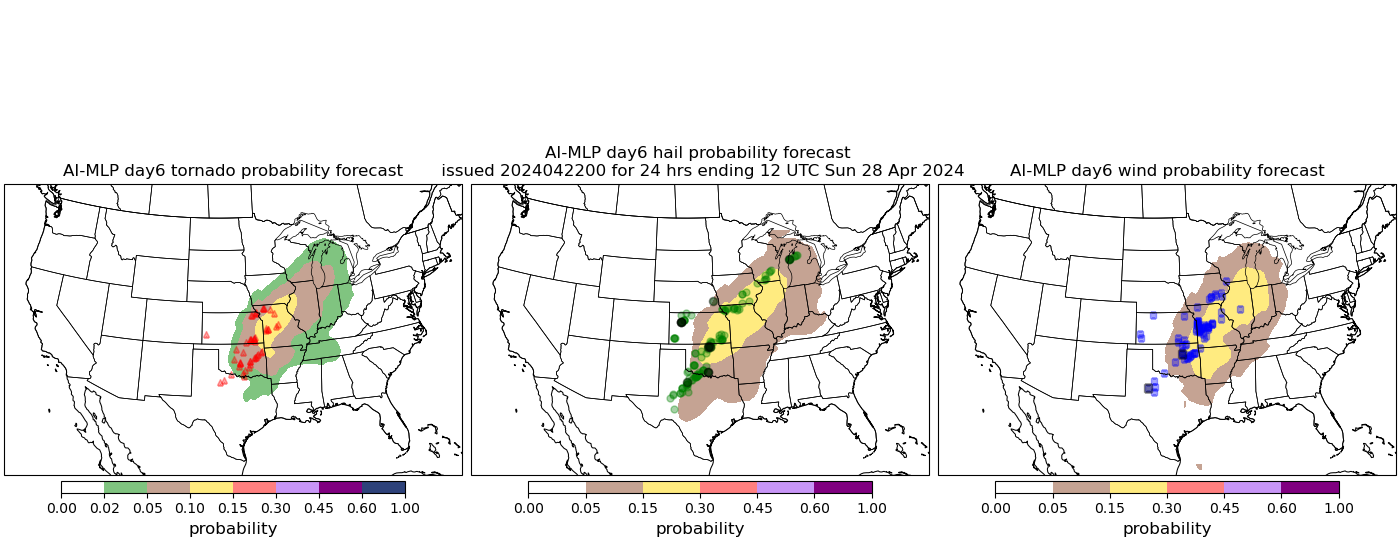 AI-MLP day6 hail probability forecast
AI-MLP day6 tornado probability forecast
issued 2024042200 for 24 hrs ending 12 UTC Sun 28 Apr 2024
AI-MLP day6 wind probability forecast
0.00 0.02 0.05 0.10 0.15 0.30 0.45 0.60 1.00
probability
0.00 0.05 0.15 0.30 0.45 0.60 1.00
probability
0.00 0.05 0.15 0.30 0.45 0.60 1.00
probability